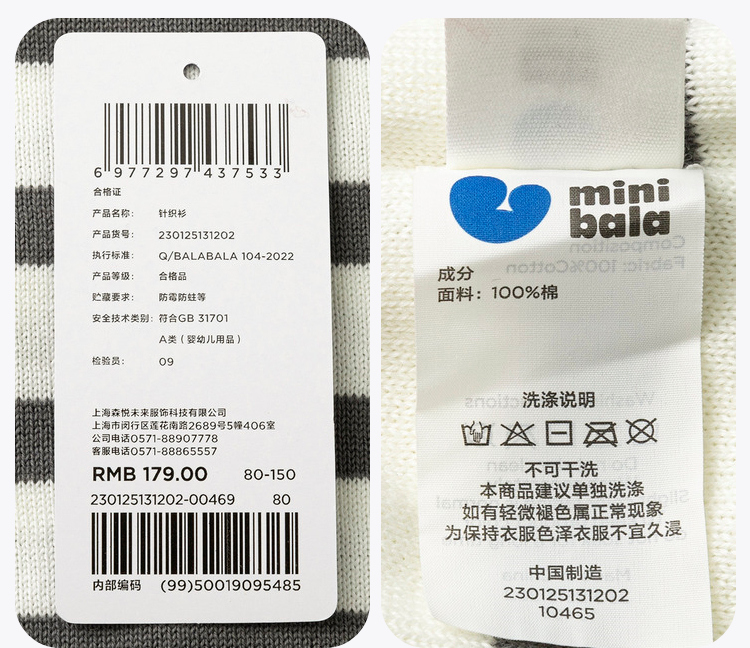 6 977297 437533
合格证
产品名称: 针织衫
产品货号: 230125131202
执行标准: Q/BALABALA 104-2022
产品等级: 合格品
贮藏要求: 防霉防蛀等
安全技术类别: 符合GB 31701
A类（婴幼儿用品）
检验员: 09
上海森悦未来服饰科技有限公司
上海市闵行区莲花南路2689号5幢406室
公司电话0571-88907778
客服电话0571-88865557
RMB 179.00 80-150
230125131202-00469 80
内部编码 (99)50019095485
mini
bala
Composition
Fabric: 100%Cotton
成分
面料: 100%棉
洗涤说明
不可干洗
本商品建议单独洗涤
如有轻微褪色属正常现象
为保持衣服色泽衣服不宜久浸
中国制造
230125131202
10465